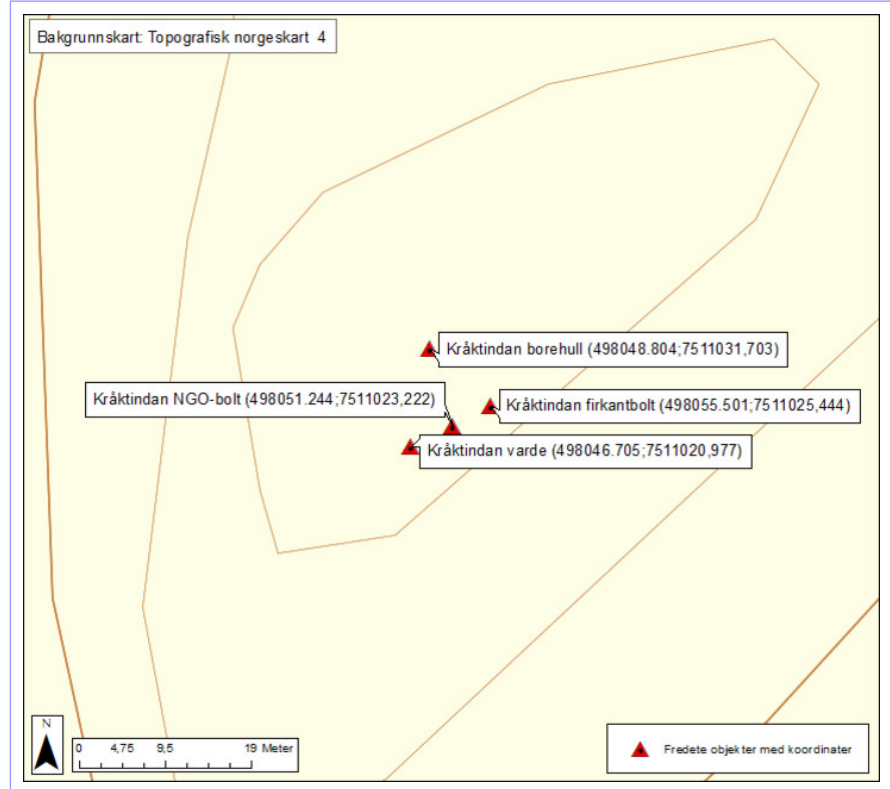 Bakgrunnskart: Topografisk norgeskart 4
Kråktindan borehull (498048.804;7511031,703)
Kråktindan NGO-bolt (498051.244;7511023,222)
Kråktindan firkantbolt (498055.501;7511025,444)
Kråktindan varde (498046.705;7511020,977)
N
0 4,75 9,5 19 Meter
Fredete objekter med koordinater